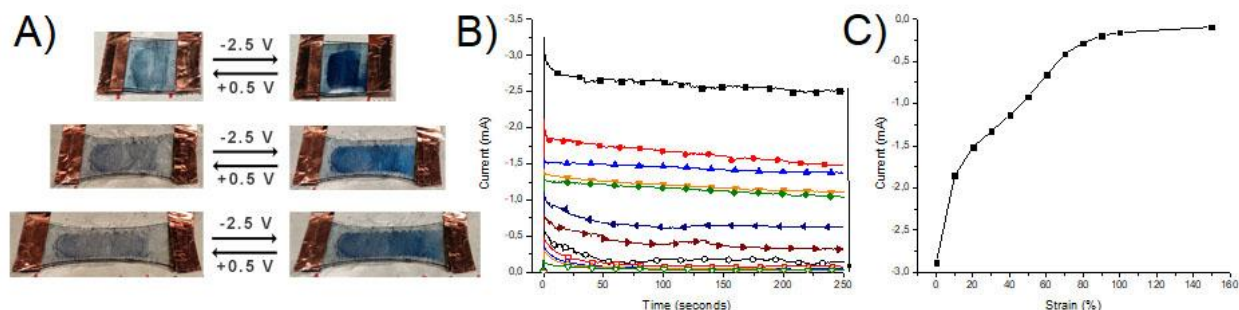 A)
-2.5 V
+0.5 V
-2.5 V
+0.5 V
-2.5 V
+0.5 V
B)
-3,5
-3,0
-2,5
-2,0
-1,5
-1,0
-0,5
0,0
Current (mA)
0 50 100 150 200 250
Time (seconds)
C)
0,0
-0,5
-1,0
-1,5
-2,0
-2,5
-3,0
Current (mA)
0 20 40 60 80 100 120 140 160
Strain (%)